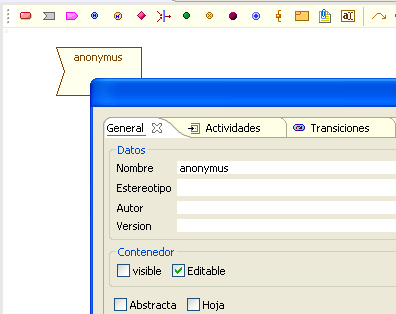 anonymus
General Actividades Transiciones
Datos
Nombre anonymus
Estereotipo
Autor
Version
Contenedor
visible Editable
Abstracta Hoja